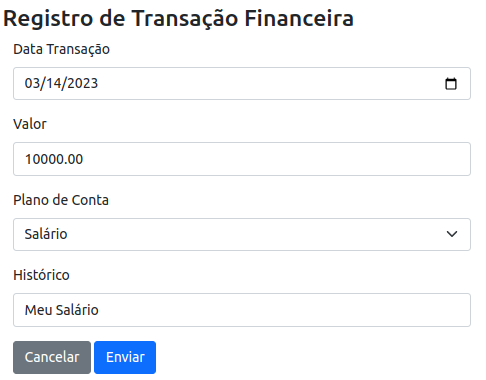 Registro de Transação Financeira
Data Transação
03/14/2023
Valor
10000.00
Plano de Conta
Salário
Histórico
Meu Salário
Cancelar Enviar